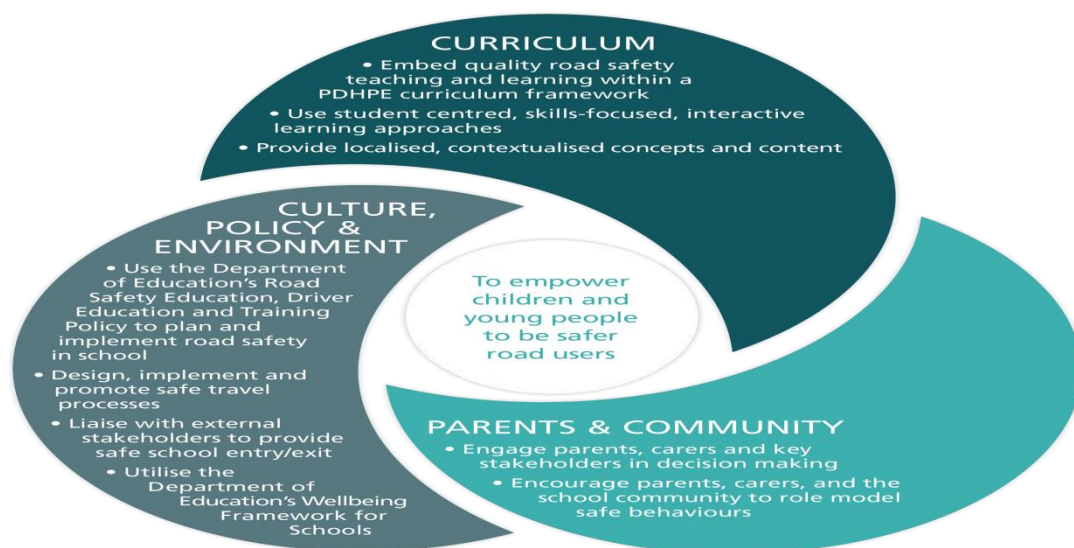 CURRICULUM
• Embed quality road safety
teaching and learning within a
PDHPE curriculum framework
• Use student centred, skills-focused, interactive
learning approaches
• Provide localised, contextualised concepts and content
CULTURE,
POLICY &
ENVIRONMENT
• Use the Department
of Education's Road
Safety Education, Driver
Education and Training
Policy to plan and
implement road safety
in school
• Design, implement and
promote safe travel
processes
• Liaise with external
stakeholders to provide
safe school entry/exit
• Utilise the
Department of
Education's Wellbeing
Framework for
Schools
To empower
children and
young people
to be safer
road users
PARENTS & COMMUNITY
• Engage parents, carers and key
stakeholders in decision making
• Encourage parents, carers, and the
school community to role model
safe behaviours